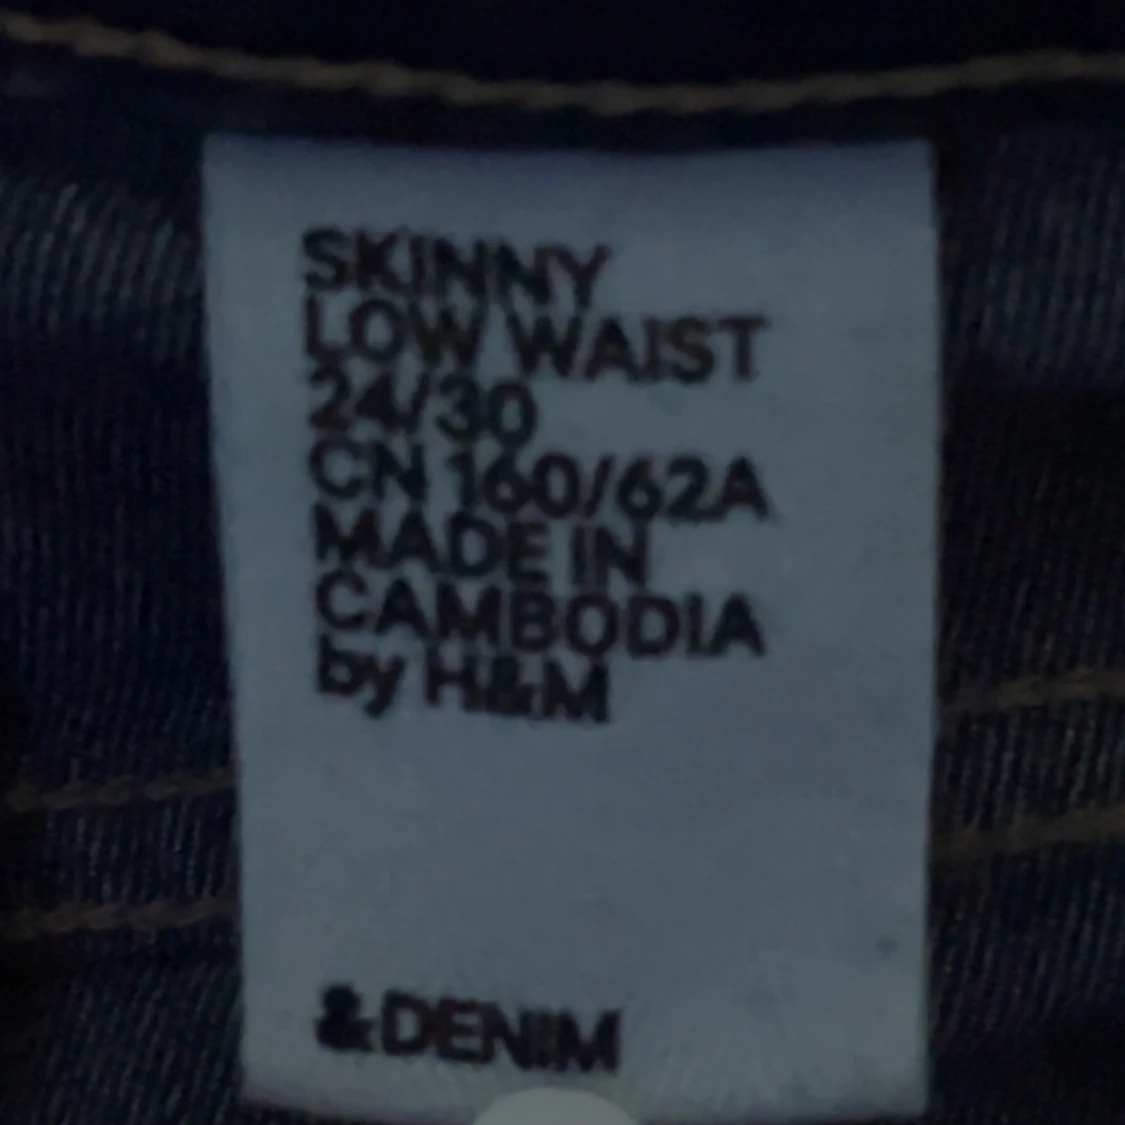 SKINNY
LOW WAIST
24/30
CN 160/62A
MADE IN
CAMBODIA
by H&M
&DENIM